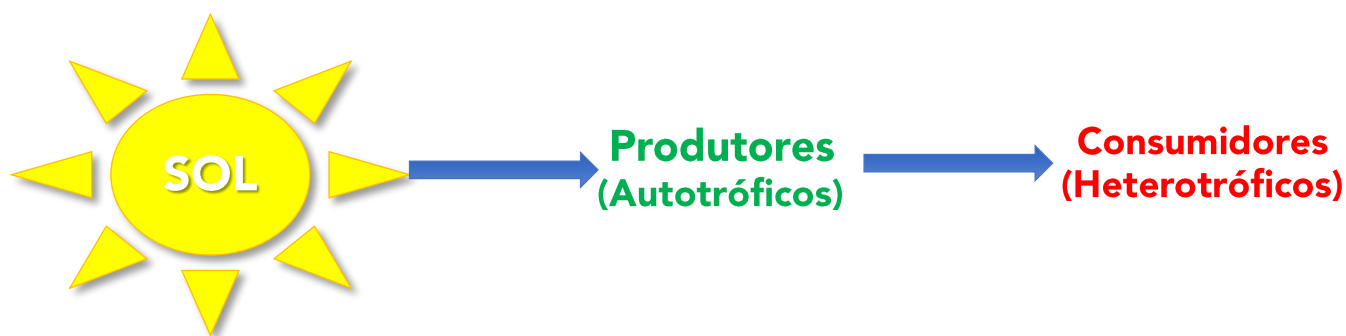 SOL
Produtores
(Autotróficos)
Consumidores
(Heterotróficos)